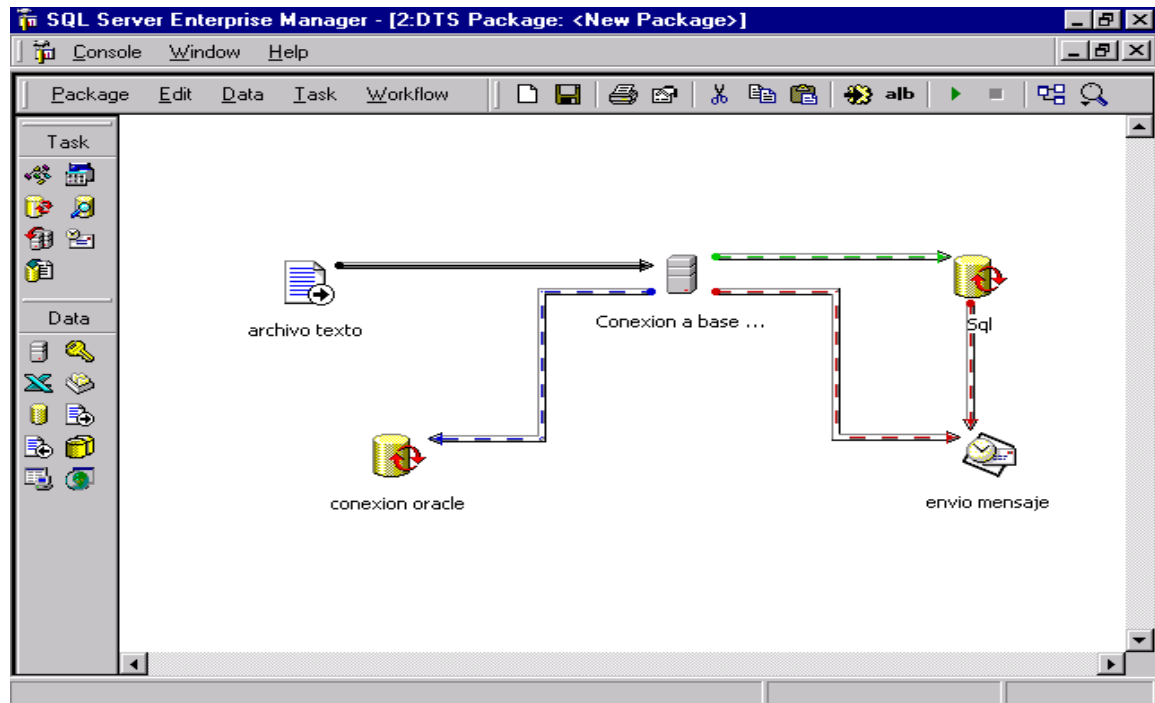 SQL Server Enterprise Manager - [2:DTS Package: <New Package>]
Console Window Help
Package Edit Data Task Workflow a|b
Task
Data
archivo texto
Conexion a base ...
Sql
conexion oracle
envio mensaje